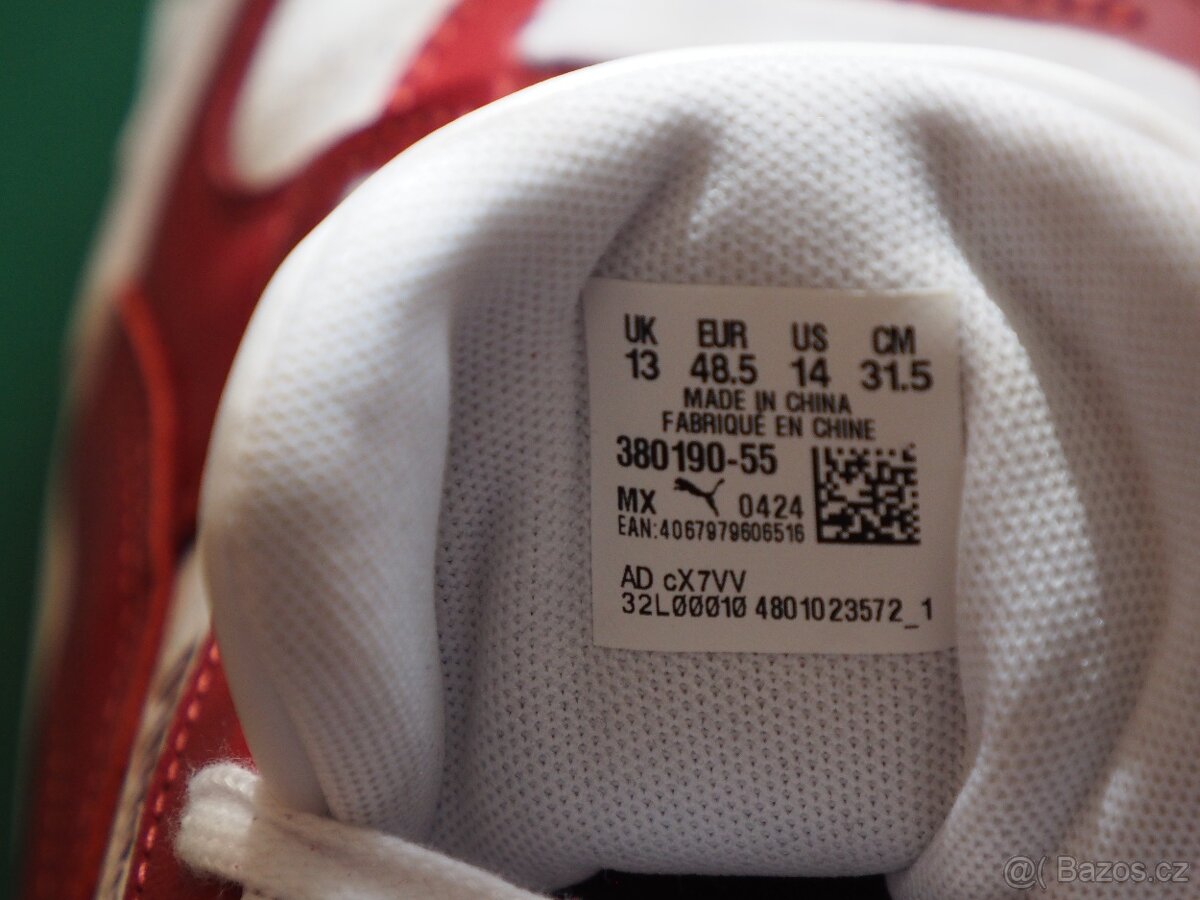 UK EUR US CM
13 48.5 14 31.5
MADE IN CHINA
FABRIQUÉ EN CHINE
380190-55
MX 0424
EAN:4067979606516
AD cX7VV
32LØØØ1Ø 4801023572_1
@( Bazos.cz